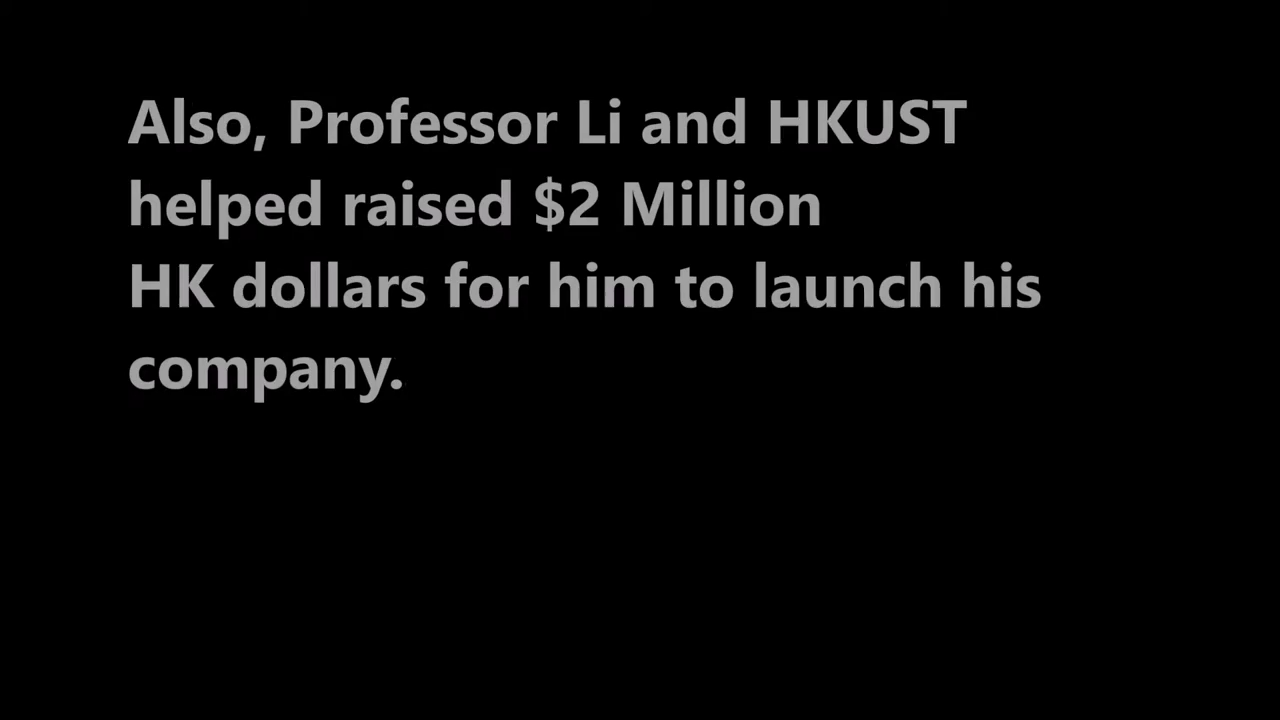 Also, Professor Li and HKUST
helped raised $2 Million
HK dollars for him to launch his
company.